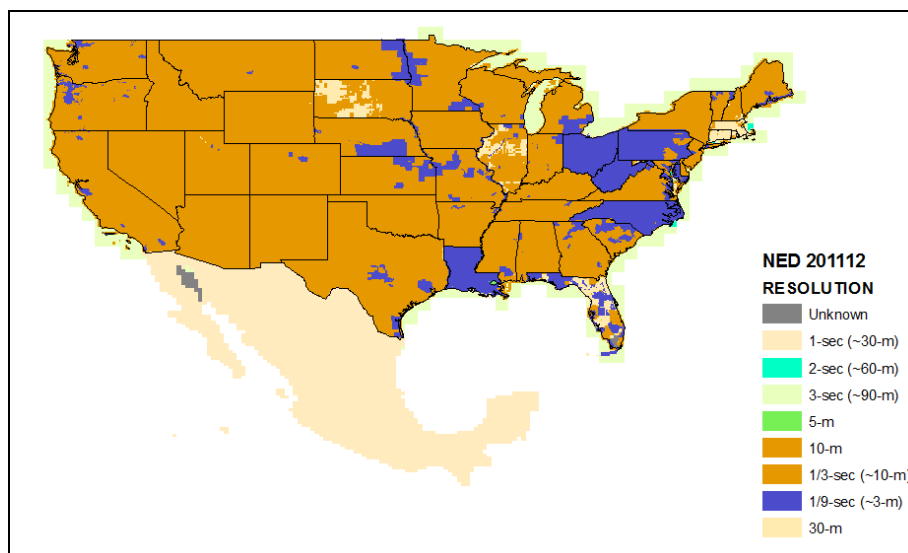 NED 201112
RESOLUTION
Unknown
1-sec (~30-m)
2-sec (~60-m)
3-sec (~90-m)
5-m
10-m
1/3-sec (~10-m)
1/9-sec (~3-m)
30-m